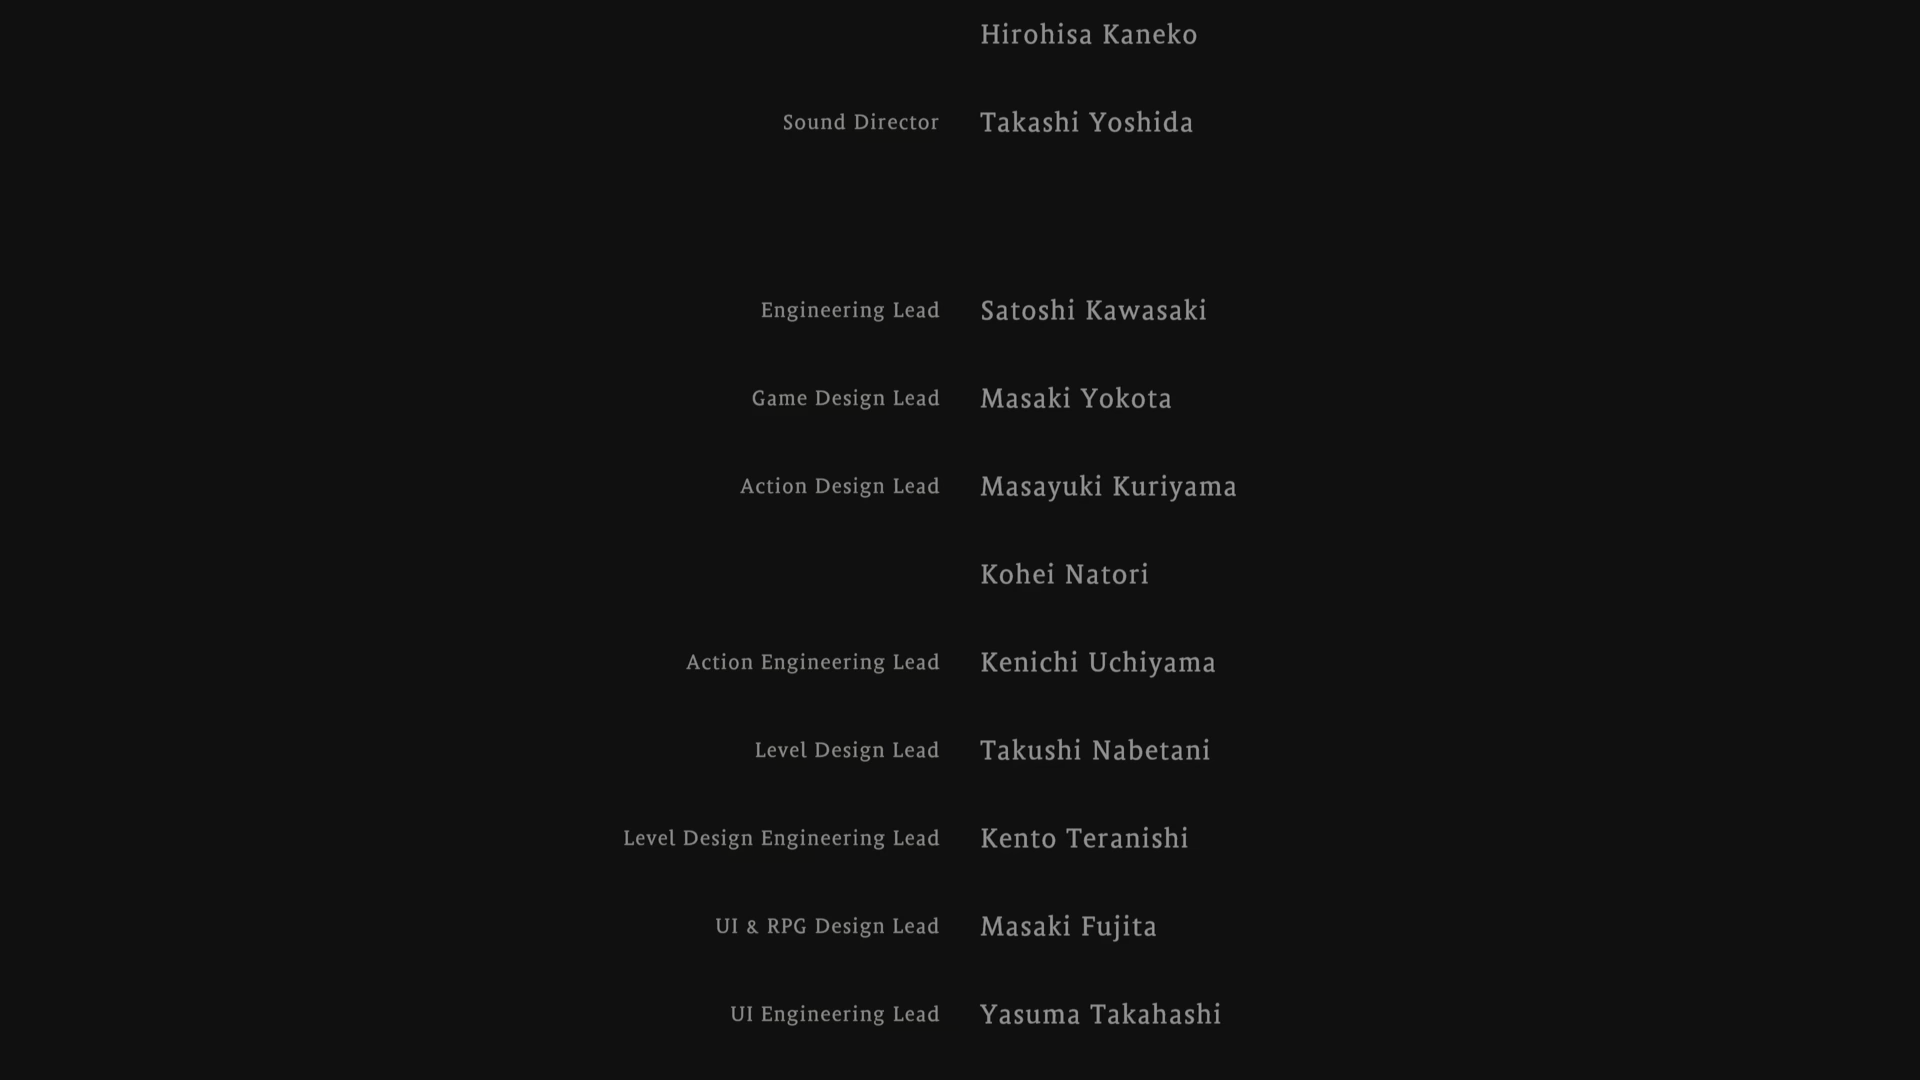 Hirohisa Kaneko
Sound Director Takashi Yoshida
Engineering Lead Satoshi Kawasaki
Game Design Lead Masaki Yokota
Action Design Lead Masayuki Kuriyama
Kohei Natori
Action Engineering Lead Kenichi Uchiyama
Level Design Lead Takushi Nabetani
Level Design Engineering Lead Kento Teranishi
UI & RPG Design Lead Masaki Fujita
UI Engineering Lead Yasuma Takahashi